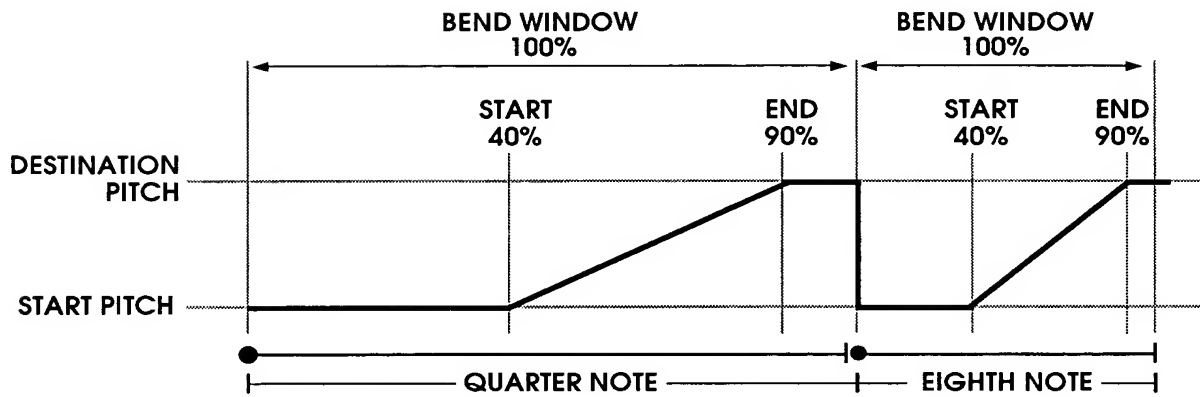 BEND WINDOW
100%
BEND WINDOW
100%
START
40%
END
90%
START
40%
END
90%
DESTINATION
PITCH
START PITCH
QUARTER NOTE
EIGHTH NOTE